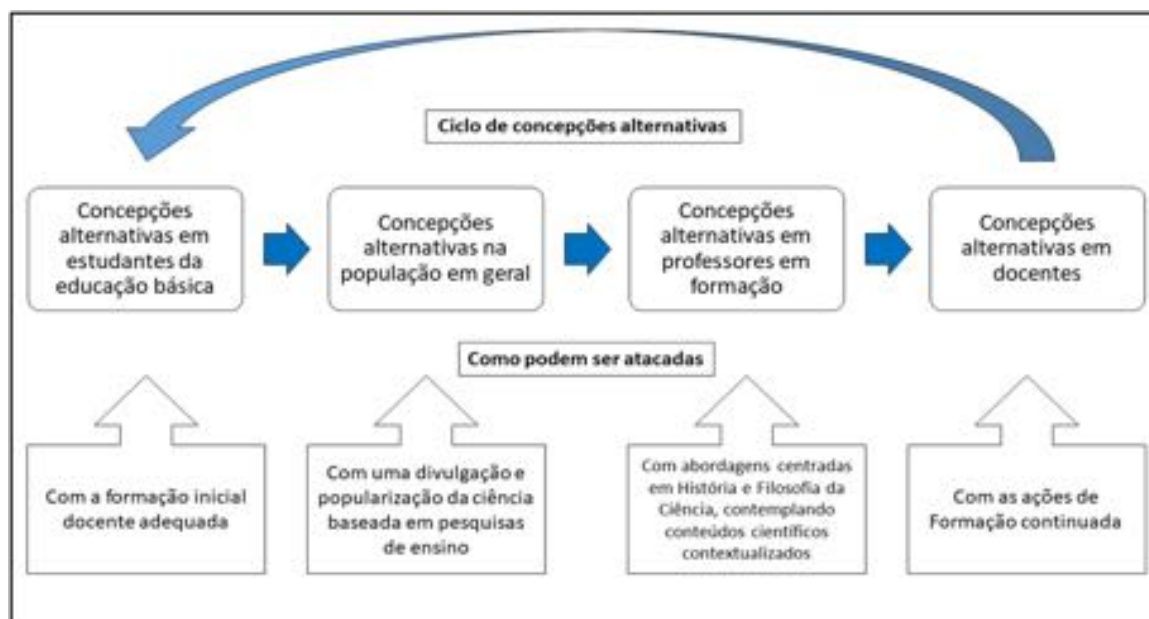 Ciclo de concepções alternativas
Concepções
alternativas em
estudantes da
educação básica
Concepções
alternativas na
população em geral
Concepções
alternativas em
professores em
formação
Concepções
alternativas em
docentes
Como podem ser atacadas
Com a formação inicial
docente adequada
Com uma divulgação e
popularização da ciência
baseada em pesquisas
de ensino
Com abordagens centradas
em História e Filosofia da
Ciência, contemplando
conteúdos científicos
contextualizados
Com as ações de
Formação continuada